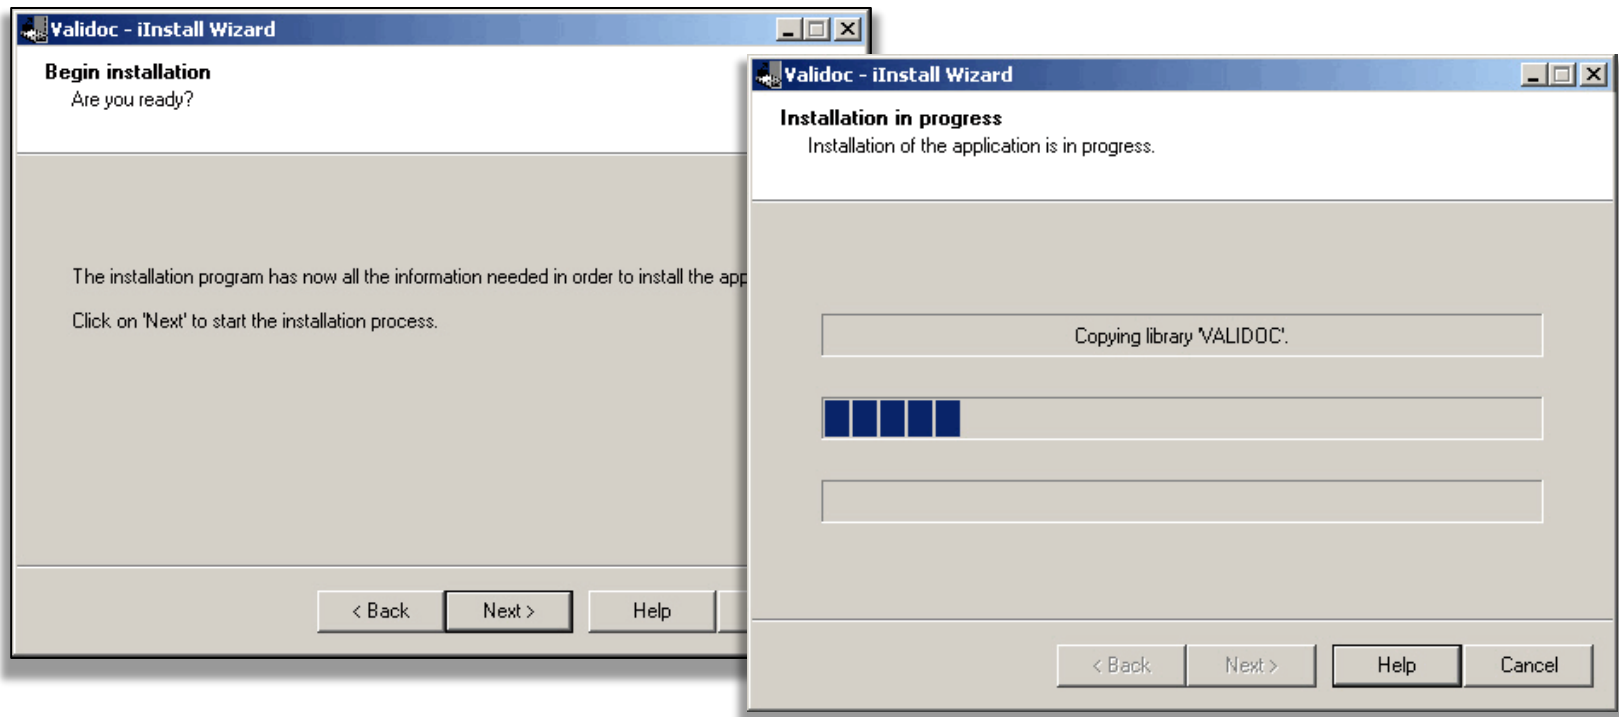 Validoc - iInstall Wizard
Begin installation
Are you ready?
The installation program has now all the information needed in order to install the
Click on 'Next' to start the installation process.
< Back
Next >
Help
Validoc - iInstall Wizard
Installation in progress
Installation of the application is in progress.
Copying library 'VALIDOC'.
< Back
Next >
Help
Cancel